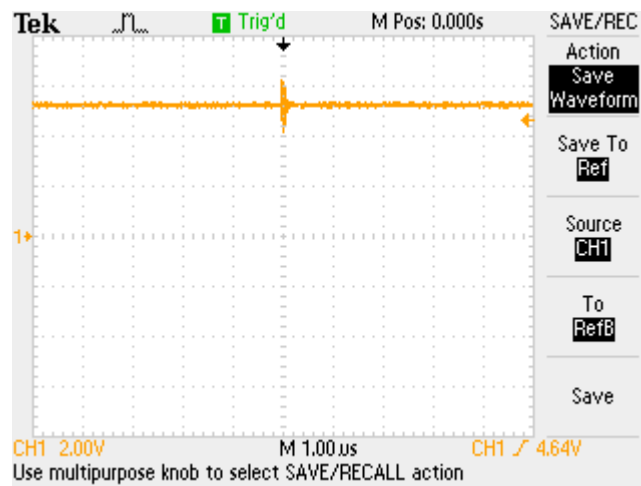 Tek T Trig'd M Pos: 0.000s SAVE/REC
Action
Save
Waveform
Save To
Ref
Source
CH1
1
To
RefB
Save
CH1 2.00V M 1.00us CH1 4.64V
Use multipurpose knob to select SAVE/RECALL action